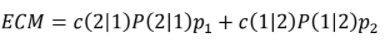 ECM = c(2|1)P(2|1)p₁ + c(1|2)P(1|2)p₂